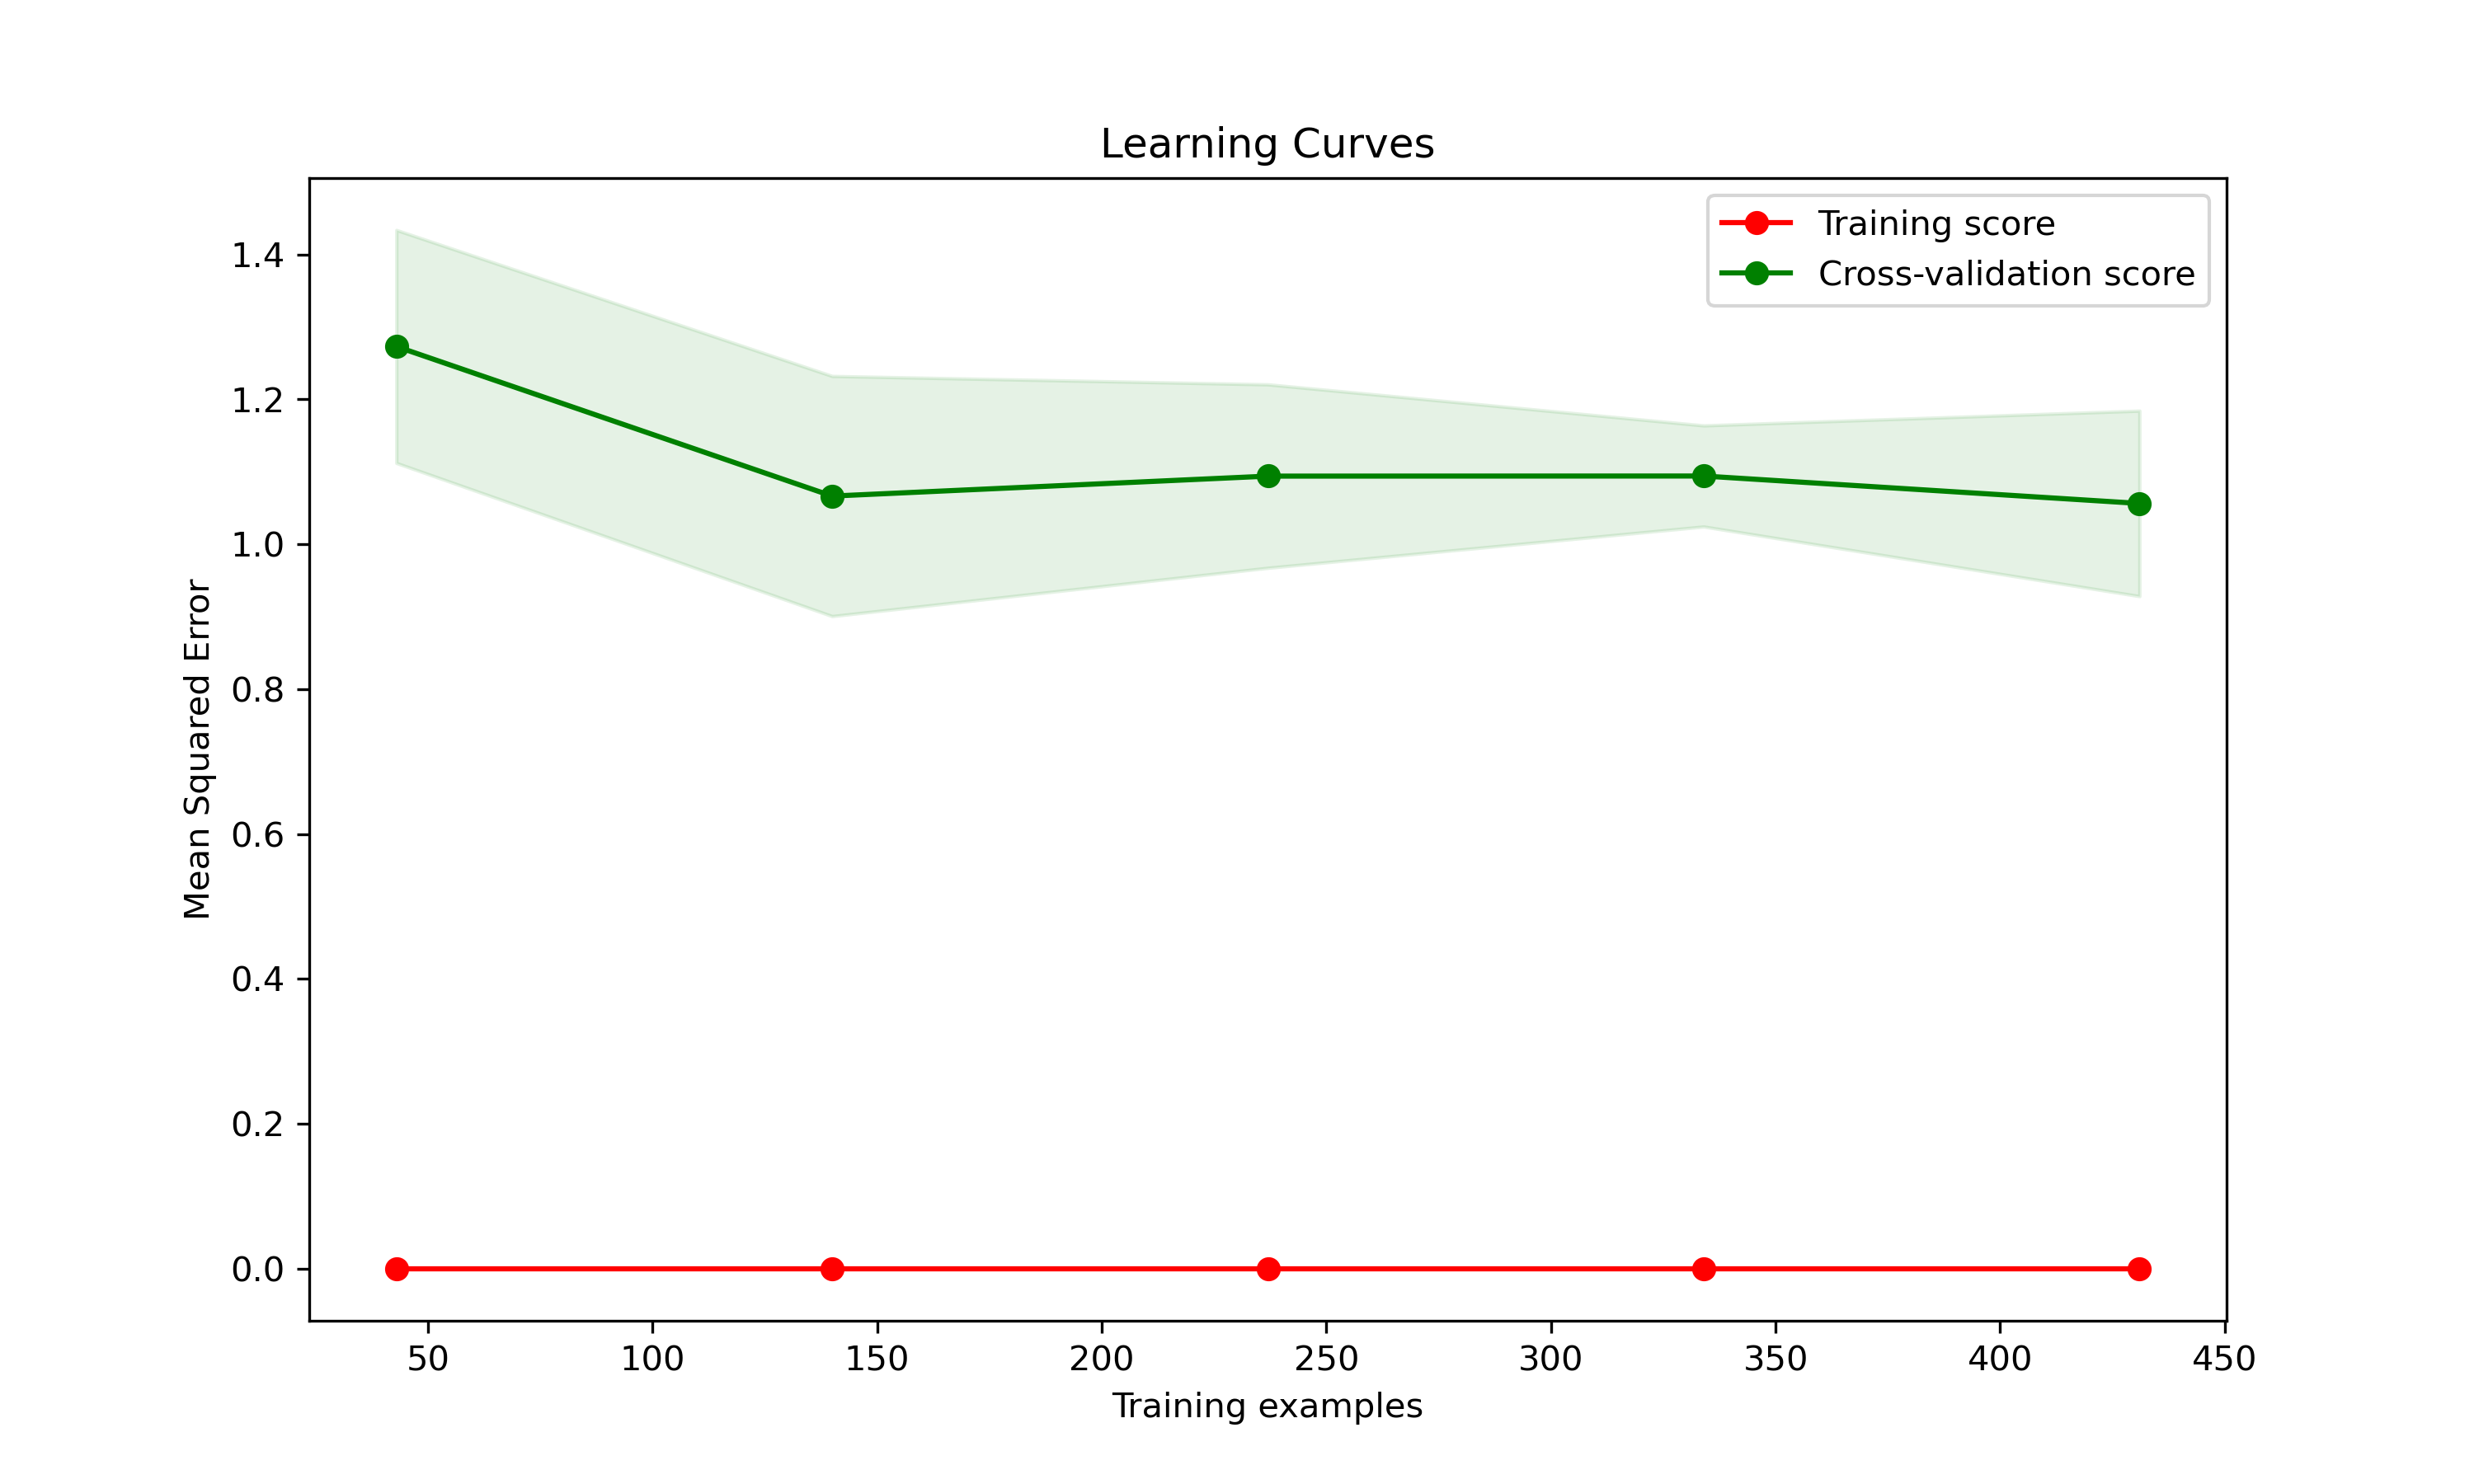 Learning Curves
Training score
Cross-validation score
Mean Squared Error
1.4
1.2
1.0
0.8
0.6
0.4
0.2
0.0
50 100 150 200 250 300 350 400 450
Training examples